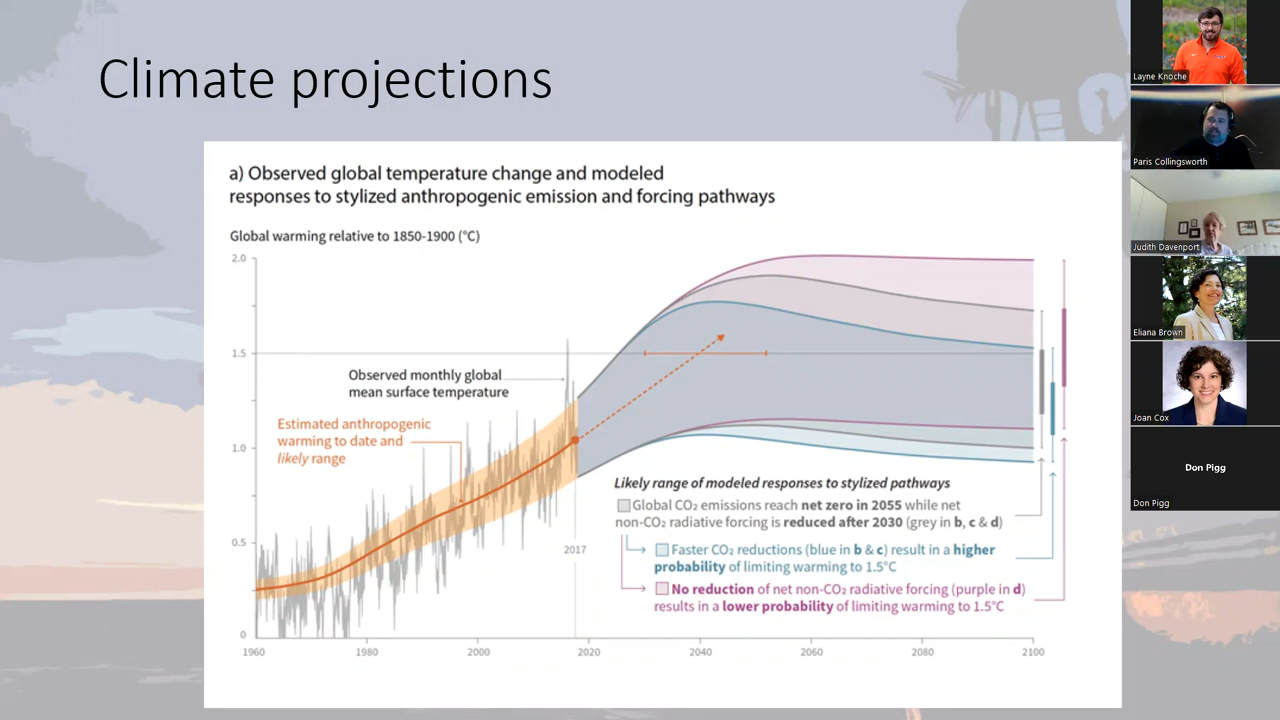 Climate projections
a) Observed global temperature change and modeled
responses to stylized anthropogenic emission and forcing pathways
Global warming relative to 1850-1900 (°C)
2.0
1.5
1.0
0.5
0
Observed monthly global
mean surface temperature
Estimated anthropogenic
warming to date and
likely range
2017
Likely range of modeled responses to stylized pathways
Global CO₂ emissions reach net zero in 2055 while net
non-CO₂ radiative forcing is reduced after 2030 (grey in b, c & d)
Faster CO₂ reductions (blue in b & c) result in a higher
probability of limiting warming to 1.5°C
No reduction of net non-CO₂ radiative forcing (purple in d)
results in a lower probability of limiting warming to 1.5°C
1960
1980
2000
2020
2040
2060
2080
2100
Layne Knoche
Paris Collingsworth
Judith Davenport
Eliana Brown
Joan Cox
Don Pigg
Don Pigg